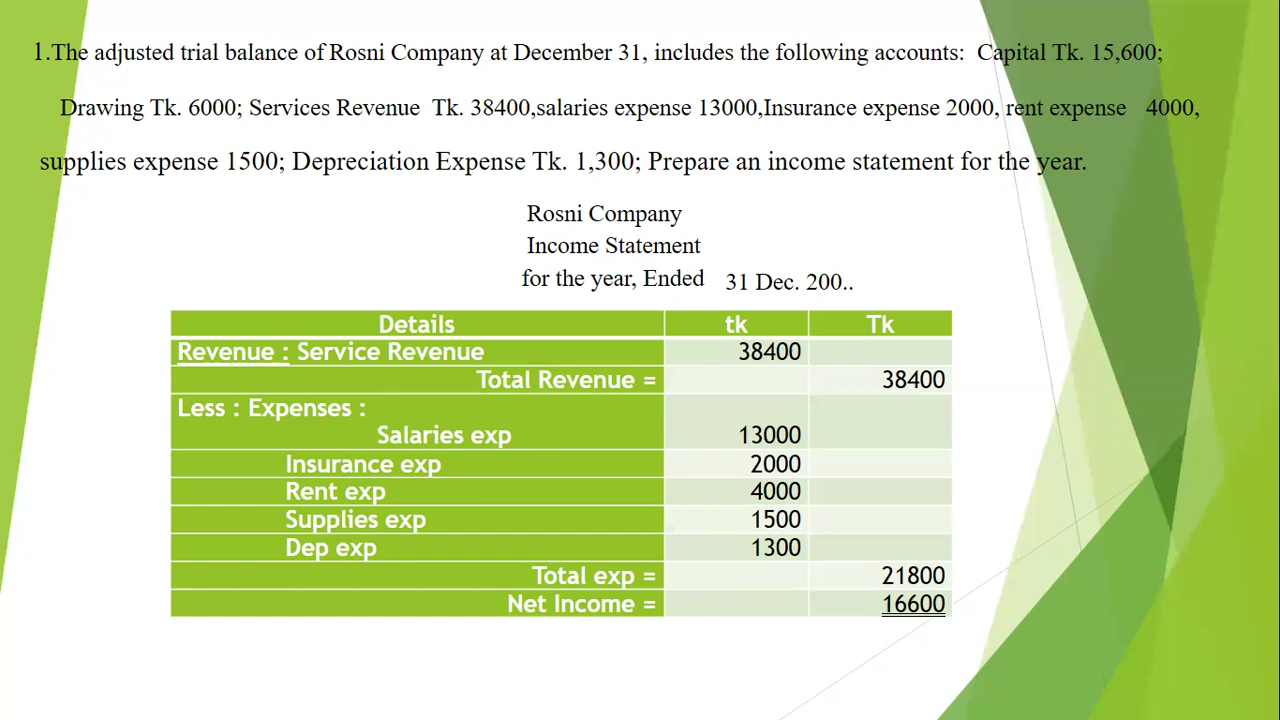 1.The adjusted trial balance of Rosni Company at December 31, includes the following accounts: Capital Tk. 15,600;
Drawing Tk. 6000; Services Revenue Tk. 38400,salaries expense 13000,Insurance expense 2000, rent expense 4000,
supplies expense 1500; Depreciation Expense Tk. 1,300; Prepare an income statement for the year.
Rosni Company
Income Statement
for the year, Ended 31 Dec. 200..
Details tk Tk
Revenue : Service Revenue 38400
Total Revenue = 38400
Less : Expenses :
Salaries exp 13000
Insurance exp 2000
Rent exp 4000
Supplies exp 1500
Dep exp 1300
Total exp = 21800
Net Income = 16600